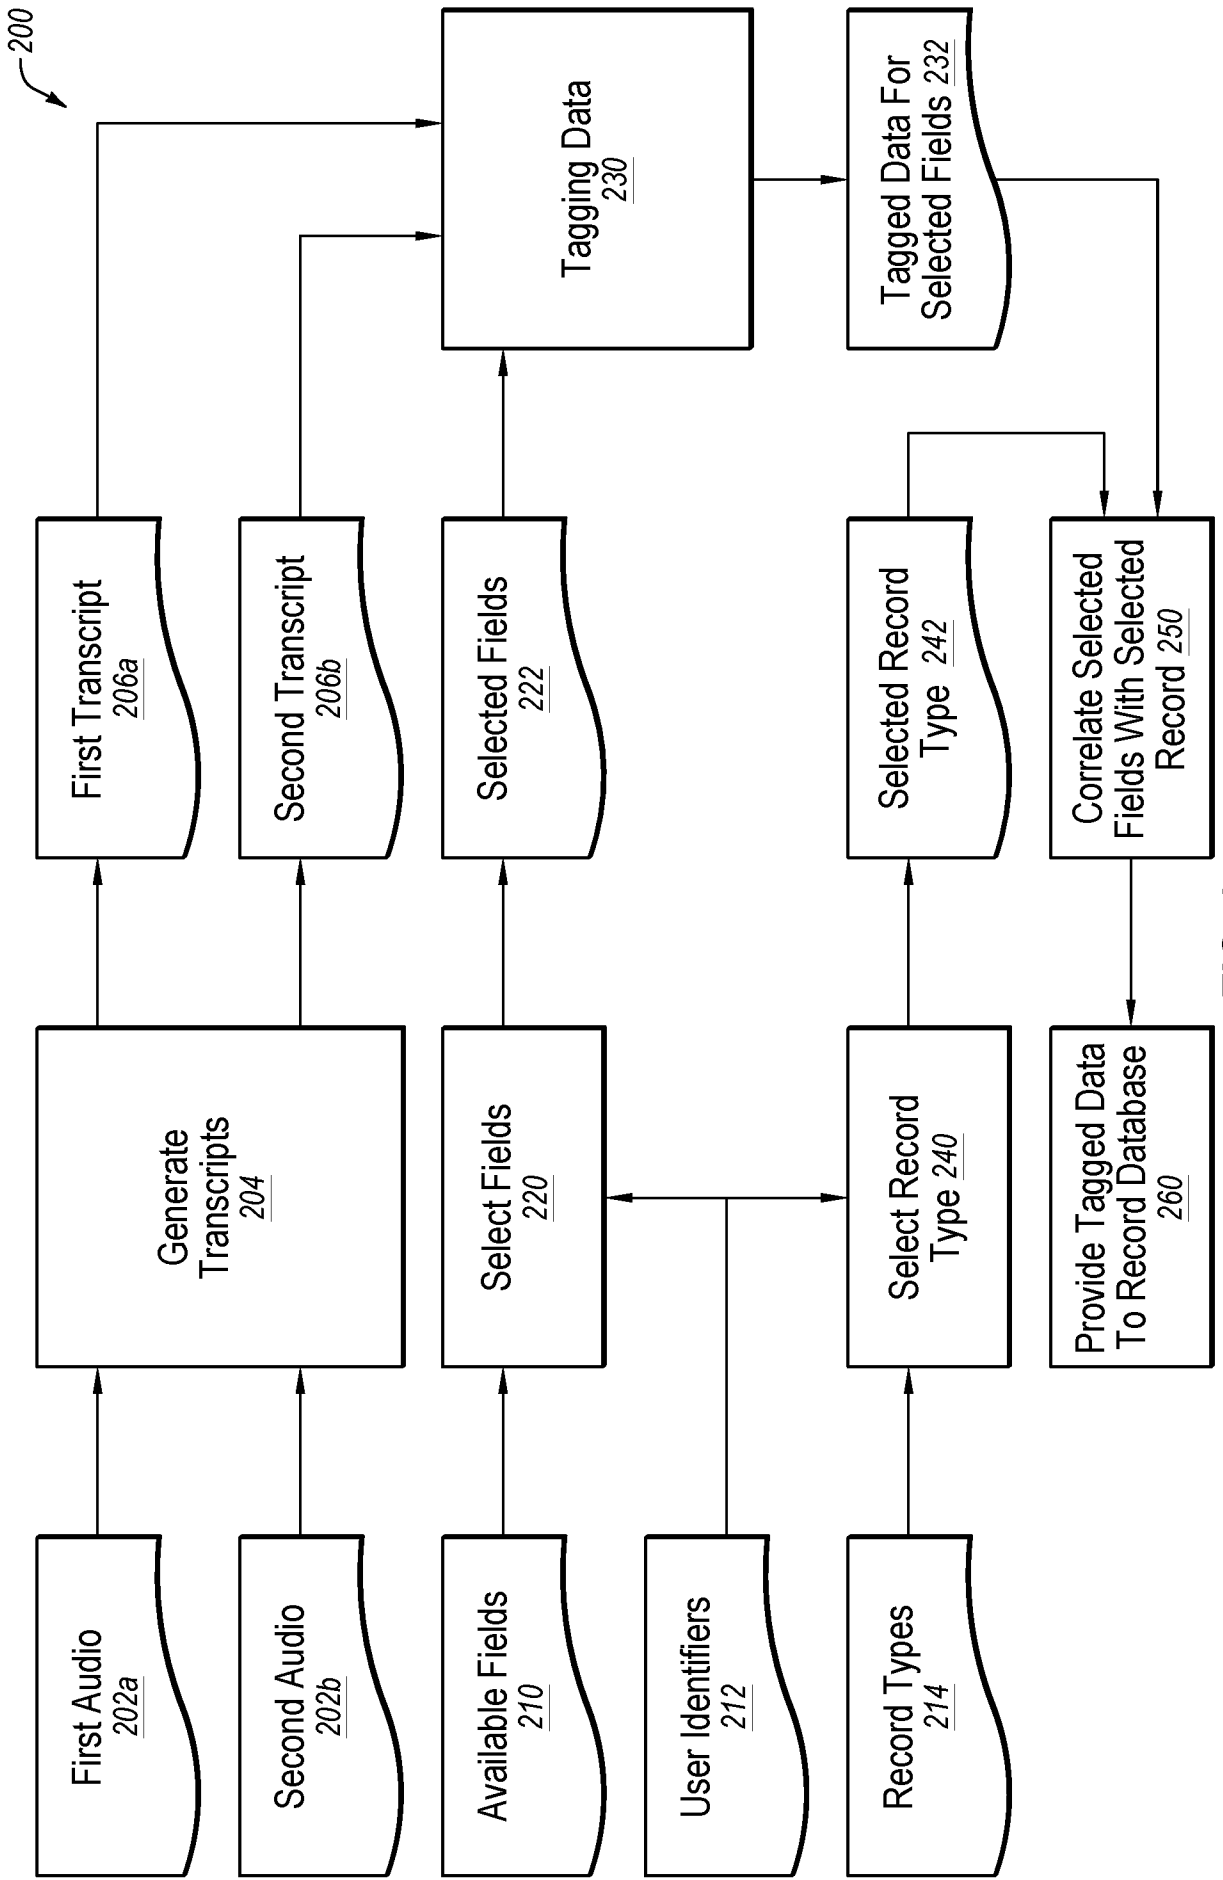 200
First Audio
202a
Second Audio
202b
Available Fields
210
User Identifiers
212
Record Types
214
Generate
Transcripts
204
Select Fields
220
Select Record
Type 240
Provide Tagged Data
To Record Database
260
First Transcript
206a
Second Transcript
206b
Selected Fields
222
Selected Record
Type 242
Correlate Selected
Fields With Selected
Record 250
Tagging Data
230
Tagged Data For
Selected Fields 232